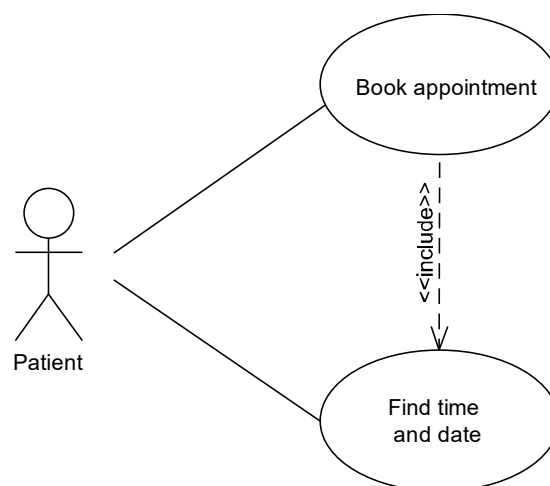 Book appointment
<<include>>
Patient
Find time
and date